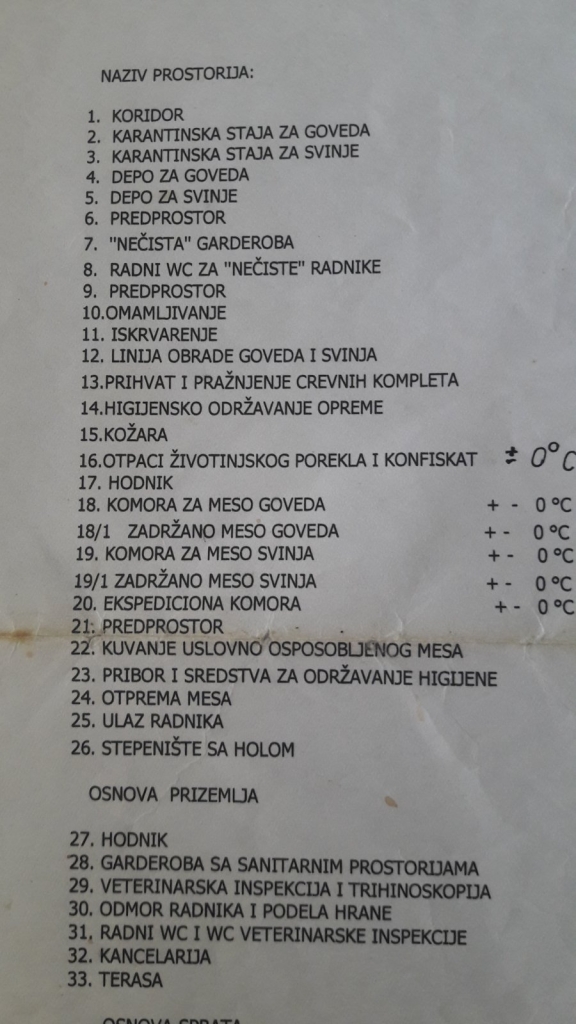 NAZIV PROSTORIJA:
1. KORIDOR
2. KARANTINSKA STAJA ZA GOVEDA
3. KARANTINSKA STAJA ZA SVINJE
4. DEPO ZA GOVEDA
5. DEPO ZA SVINJE
6. PREDPROSTOR
7. "NEČISTA" GARDEROBA
8. RADNI WC ZA "NEČISTE" RADNIKE
9. PREDPROSTOR
10.OMAMLJIVANJE
11. ISKRVARENJE
12. LINIJA OBRADE GOVEDA I SVINJA
13.PRIHVAT I PRAŽNJENJE CREVNIH KOMPLETA
14.HIGIJENSKO ODRŽAVANJE OPREME
15.KOŽARA
16.OTPACI ŽIVOTINJSKOG POREKLA I KONFISKAT ± 0°C
17. HODNIK
18. KOMORA ZA MESO GOVEDA + - 0 °C
18/1 ZADRŽANO MESO GOVEDA + - 0 °C
19. KOMORA ZA MESO SVINJA + - 0 °C
19/1 ZADRŽANO MESO SVINJA + - 0 °C
20. EKSPEDICIONA KOMORA + - 0 °C
21. PREDPROSTOR
22. KUVANJE USLOVNO OSPOSOBLJENOG MESA
23. PRIBOR I SREDSTVA ZA ODRŽAVANJE HIGIJENE
24. OTPREMA MESA
25. ULAZ RADNIKA
26. STEPENIŠTE SA HOLOM
OSNOVA PRIZEMLJA
27. HODNIK
28. GARDEROBA SA SANITARNIM PROSTORIJAMA
29. VETERINARSKA INSPEKCIJA I TRIHINOSKOPIJA
30. ODMOR RADNIKA I PODELA HRANE
31. RADNI WC I WC VETERINARSKE INSPEKCIJE
32. KANCELARIJA
33. TERASA
OSNOVA SPRATA